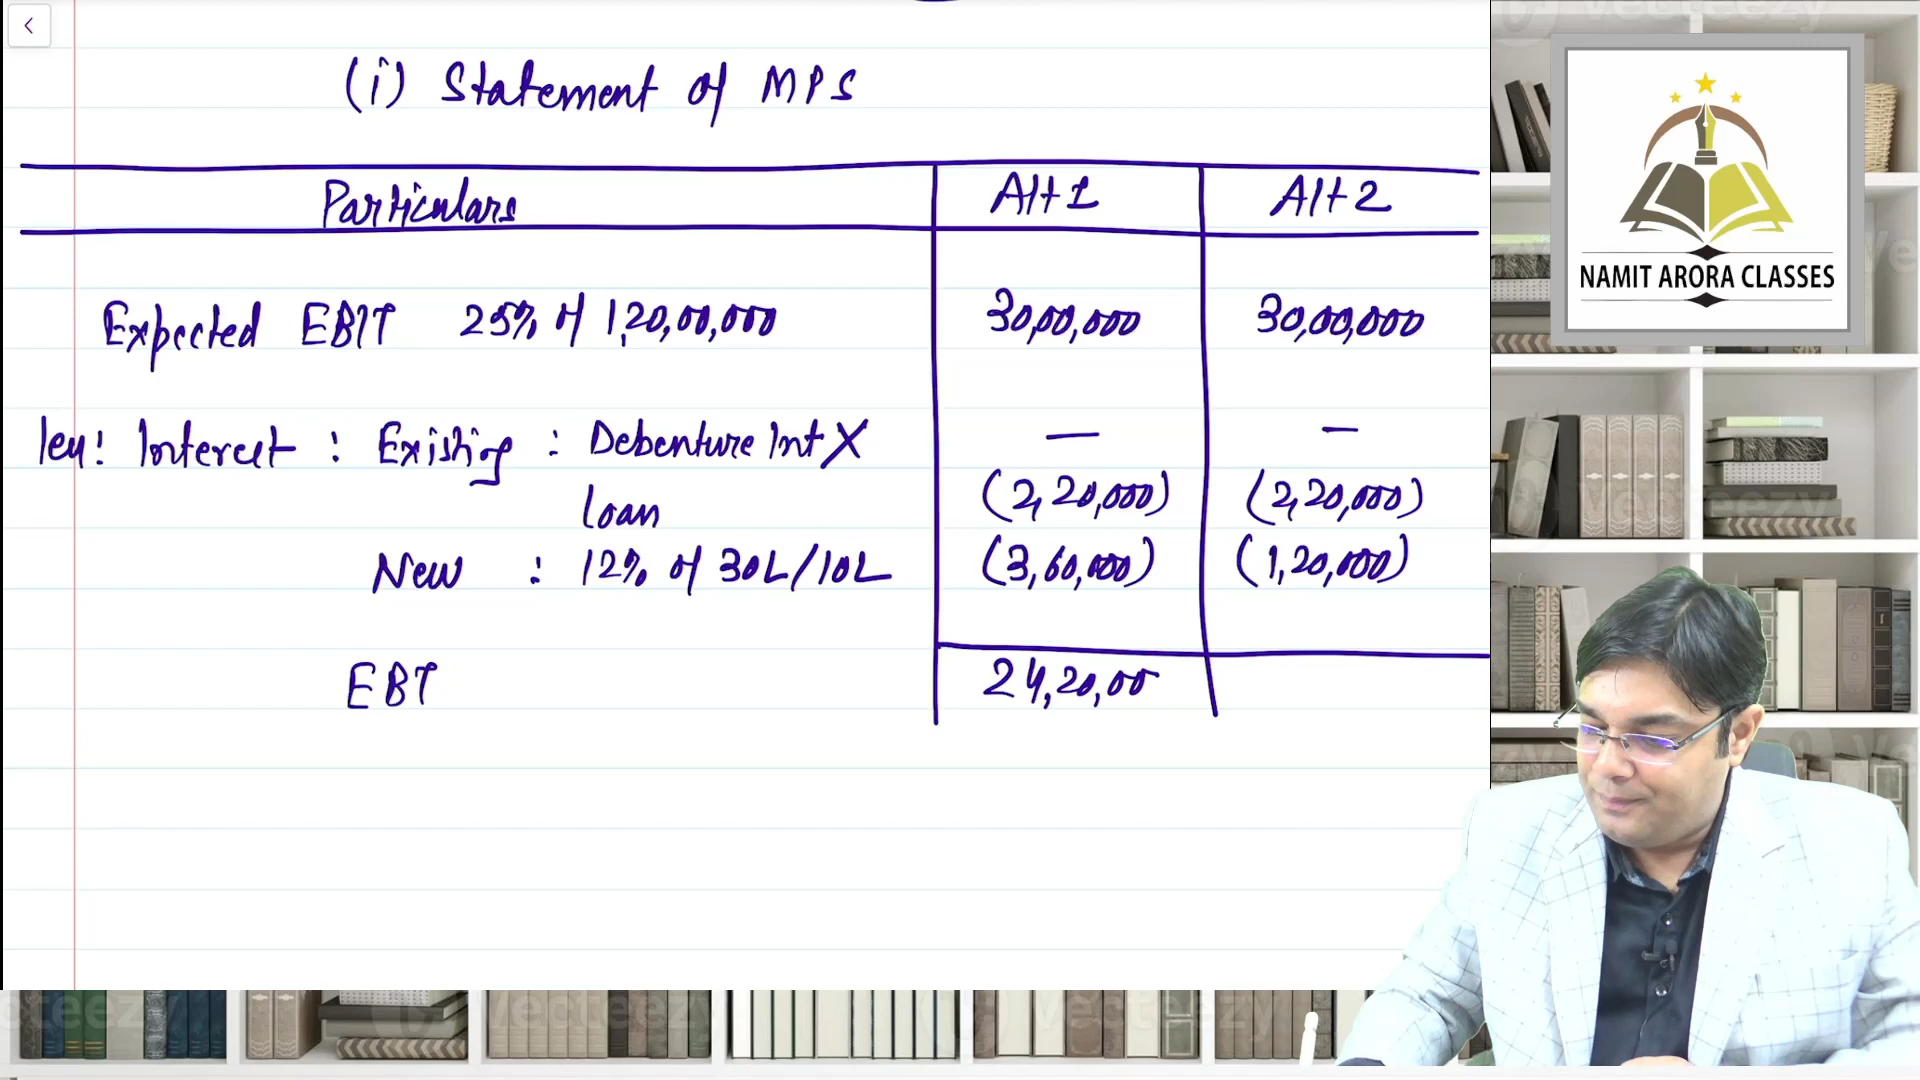 (i) Statement of MPS
Particulars Alt 1 Alt 2
Expected EBIT 25% of 1,20,00,000 30,00,000 30,00,000
less: Interest : Existing : Debenture Int X — —
loan (2,20,000) (2,20,000)
New : 12% of 30L/10L (3,60,000) (1,20,000)
EBT 24,20,00
NAMIT ARORA CLASSES
vecteezy